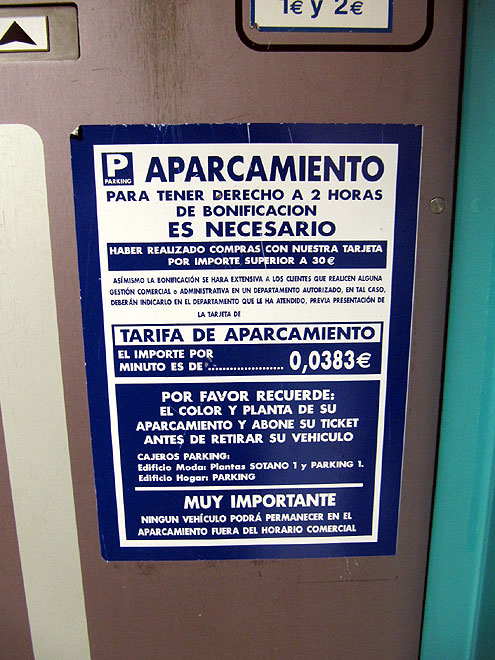 1€ y 2€
P APARCAMIENTO
PARKING
PARA TENER DERECHO A 2 HORAS
DE BONIFICACION
ES NECESARIO
HABER REALIZADO COMPRAS CON NUESTRA TARJETA
POR IMPORTE SUPERIOR A 30€
ASÍMISMO LA BONIFICACIÓN SE HARA EXTENSIVA A LOS CLIENTES QUE REALICEN ALGUNA
GESTIÓN COMERCIAL o ADMINISTRATIVA EN UN DEPARTAMENTO AUTORIZADO, EN TAL CASO,
DEBERÁN INDICARLO EN EL DEPARTAMENTO QUE LE HA ATENDIDO, PREVIA PRESENTACIÓN DE
LA TARJETA DE
TARIFA DE APARCAMIENTO
EL IMPORTE POR
MINUTO ES DE .................... 0,0383€
POR FAVOR RECUERDE:
EL COLOR Y PLANTA DE SU
APARCAMIENTO Y ABONE SU TICKET
ANTES DE RETIRAR SU VEHICULO
CAJEROS PARKING:
Edificio Moda: Plantas SOTANO 1 y PARKING 1.
Edificio Hogar: PARKING
MUY IMPORTANTE
NINGUN VEHÍCULO PODRÁ PERMANECER EN EL
APARCAMIENTO FUERA DEL HORARIO COMERCIAL